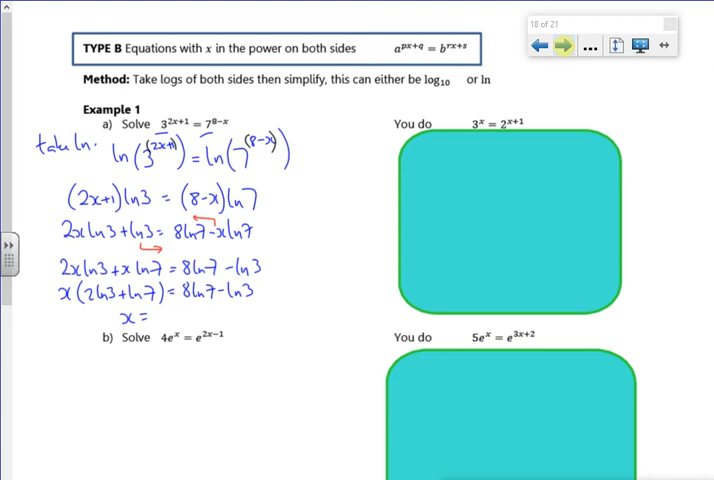 18 of 21
TYPE B Equations with x in the power on both sides a^{px+q} = b^{rx+s}
Method: Take logs of both sides then simplify, this can either be log₁₀ or ln
Example 1
a) Solve 3^{2x+1} = 7^{8−x}
take ln.
ln(3^{(2x+1)}) = ln(7^{(8−x)})
(2x+1)ln3 = (8−x)ln7
2xln3+ln3 = 8ln7−xln7
2xln3+xln7 = 8ln7−ln3
x(2ln3+ln7) = 8ln7−ln3
x =
You do 3^x = 2^{x+1}
b) Solve 4e^x = e^{2x−1}
You do 5e^x = e^{3x+2}